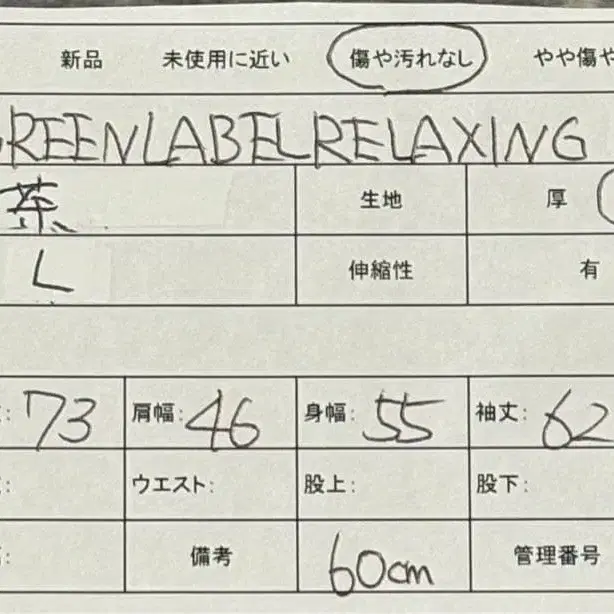 新品 未使用に近い 傷や汚れなし やや傷や
GREENLABELRELAXING
茶 生地 厚
L 伸縮性 有
: 73 肩幅: 46 身幅: 55 袖丈: 62
: ウエスト: 股上: 股下:
: 備考 60cm 管理番号